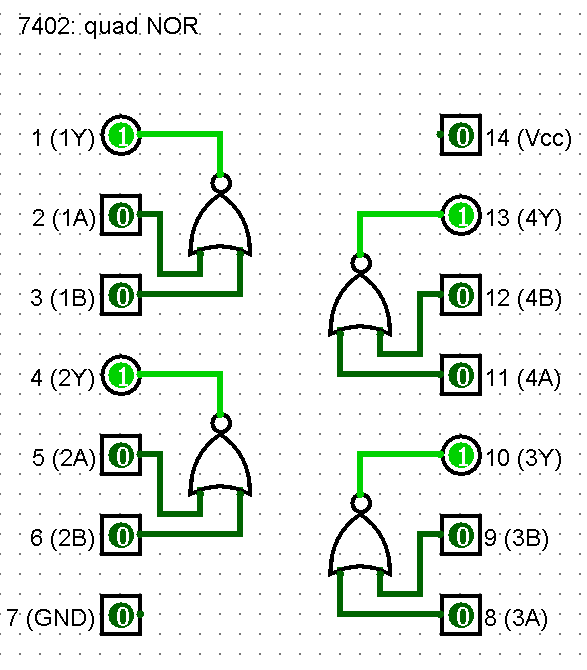 7402: quad NOR
1 (1Y) 1
0 14 (Vcc)
2 (1A) 0
1 13 (4Y)
3 (1B) 0
0 12 (4B)
4 (2Y) 1
0 11 (4A)
5 (2A) 0
1 10 (3Y)
6 (2B) 0
0 9 (3B)
7 (GND) 0
0 8 (3A)